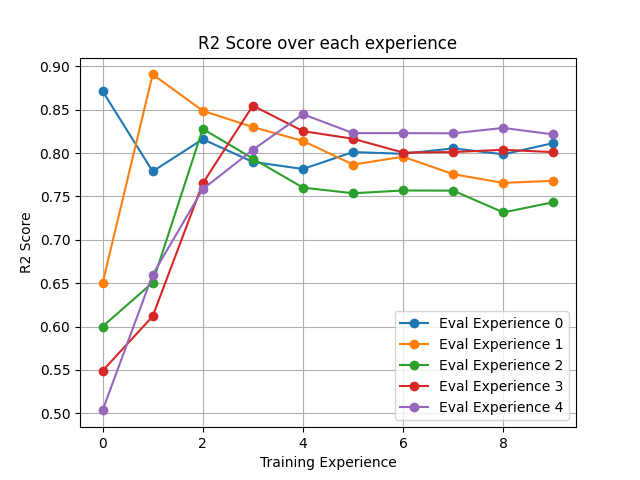 R2 Score over each experience
0.90
0.85
0.80
0.75
0.70
0.65
0.60
0.55
0.50
R2 Score
0
2
4
6
8
Training Experience
Eval Experience 0
Eval Experience 1
Eval Experience 2
Eval Experience 3
Eval Experience 4